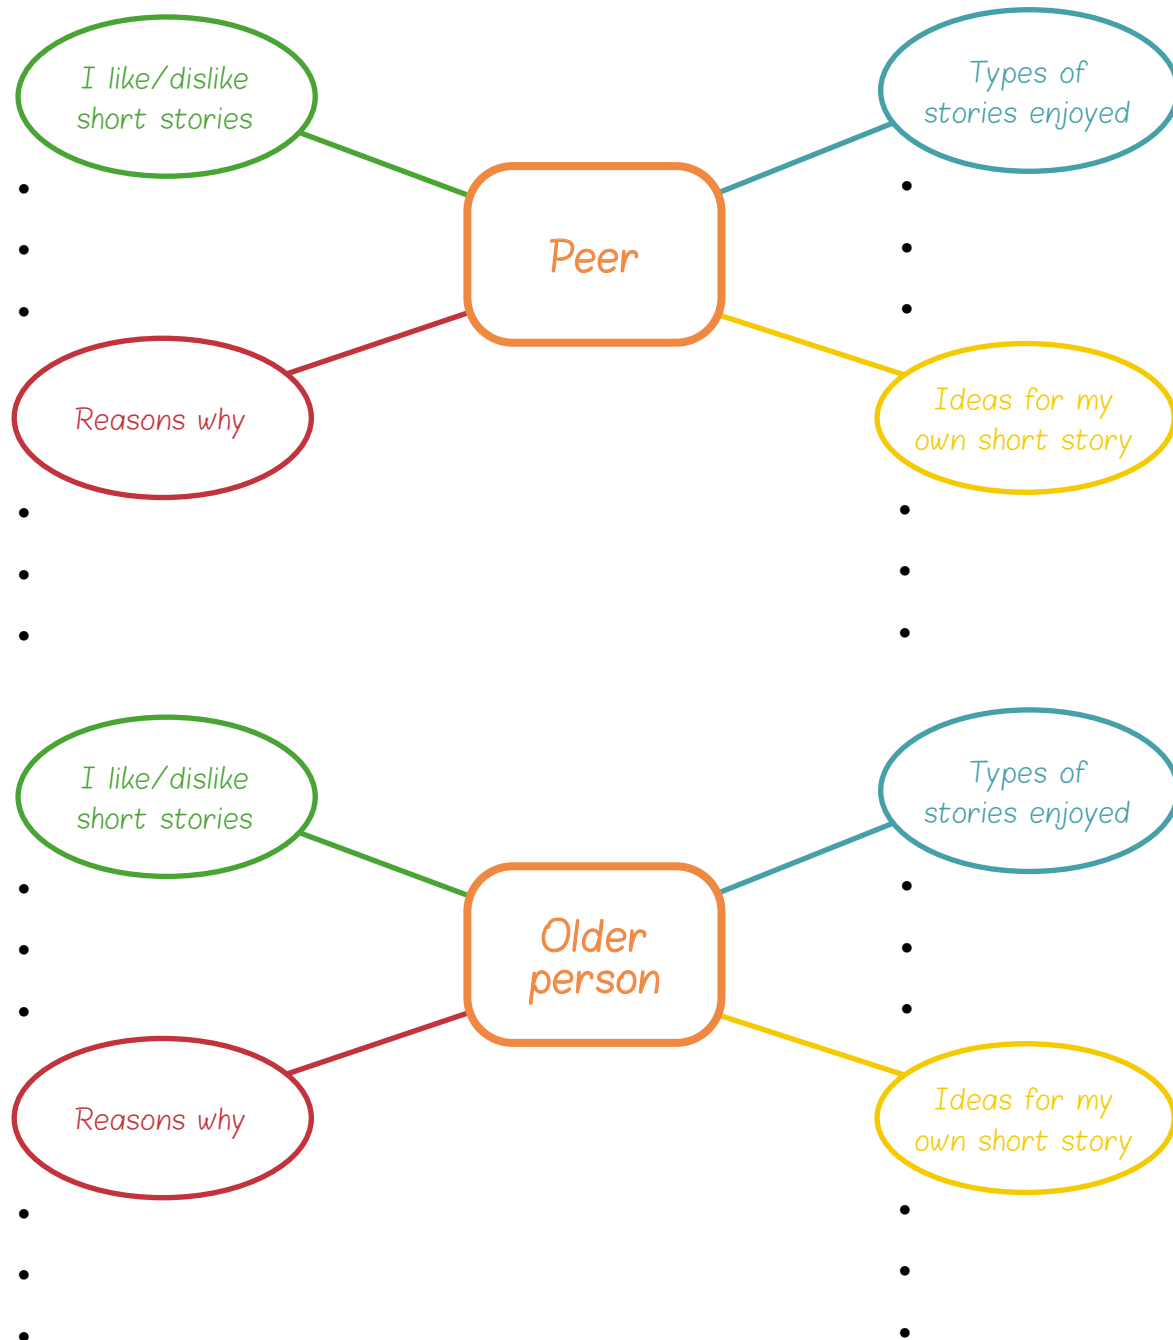 I like/dislike
short stories
Types of
stories enjoyed
Peer
Reasons why
Ideas for my
own short story
I like/dislike
short stories
Types of
stories enjoyed
Older
person
Reasons why
Ideas for my
own short story